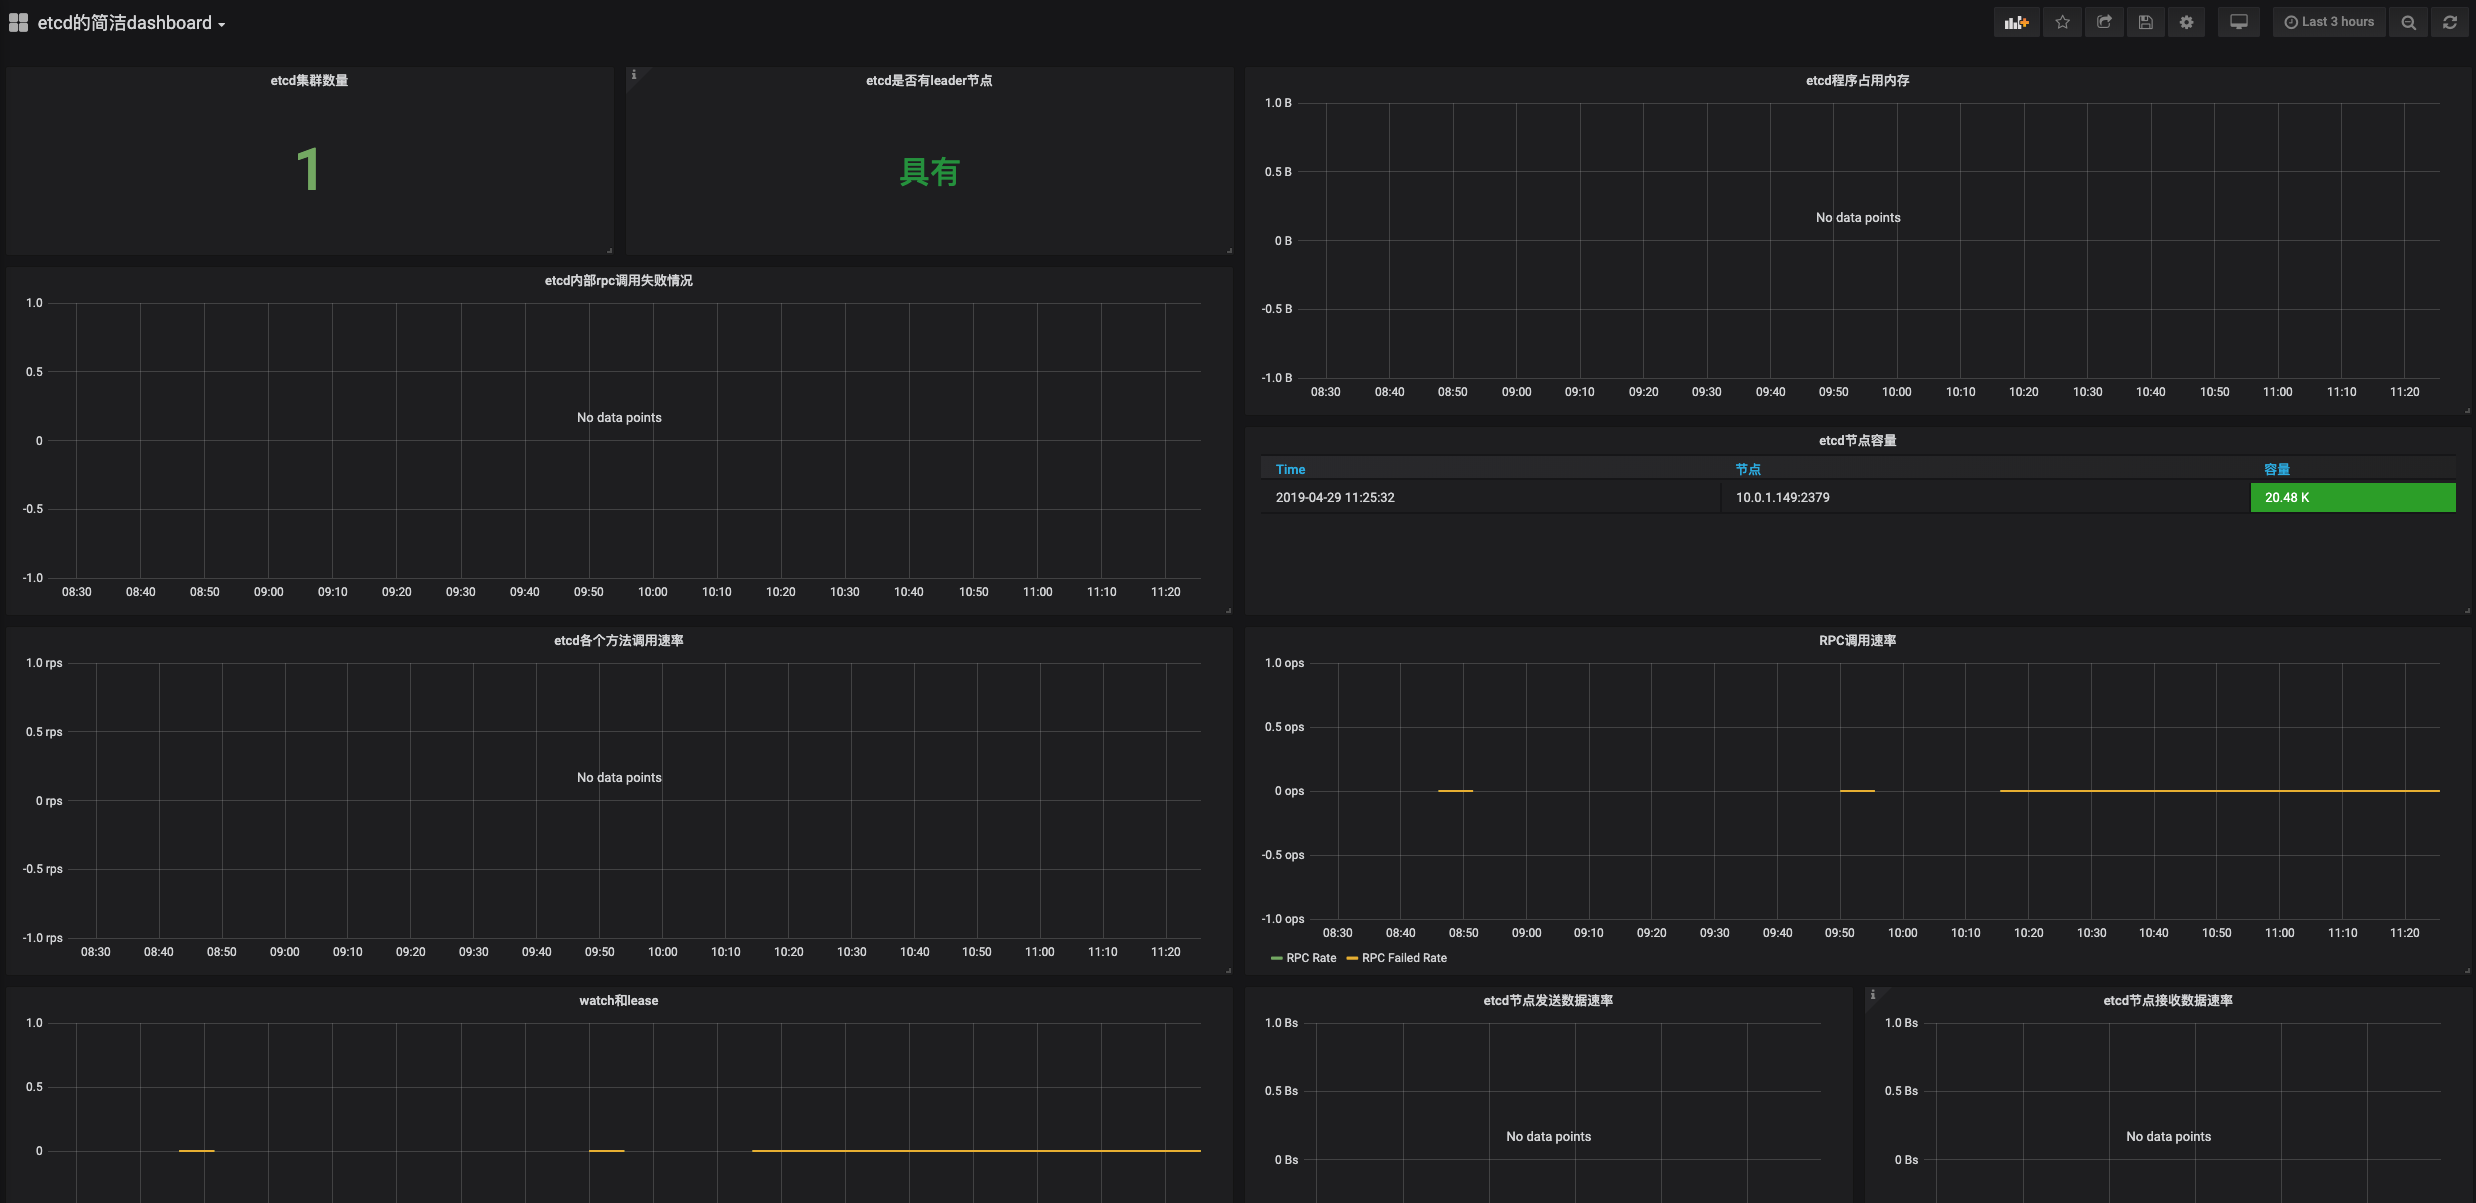 etcd的简洁dashboard
Last 3 hours
etcd集群数量
1
etcd是否有leader节点
具有
etcd程序占用内存
1.0 B
0.5 B
0 B
-0.5 B
-1.0 B
No data points
08:30 08:40 08:50 09:00 09:10 09:20 09:30 09:40 09:50 10:00 10:10 10:20 10:30 10:40 10:50 11:00 11:10 11:20
etcd内部rpc调用失败情况
1.0
0.5
0
-0.5
-1.0
No data points
08:30 08:40 08:50 09:00 09:10 09:20 09:30 09:40 09:50 10:00 10:10 10:20 10:30 10:40 10:50 11:00 11:10 11:20
etcd节点容量
Time 节点 容量
2019-04-29 11:25:32 10.0.1.149:2379 20.48 K
etcd各个方法调用速率
1.0 rps
0.5 rps
0 rps
-0.5 rps
-1.0 rps
No data points
08:30 08:40 08:50 09:00 09:10 09:20 09:30 09:40 09:50 10:00 10:10 10:20 10:30 10:40 10:50 11:00 11:10 11:20
RPC调用速率
1.0 ops
0.5 ops
0 ops
-0.5 ops
-1.0 ops
08:30 08:40 08:50 09:00 09:10 09:20 09:30 09:40 09:50 10:00 10:10 10:20 10:30 10:40 10:50 11:00 11:10 11:20
RPC Rate RPC Failed Rate
watch和lease
1.0
0.5
0
etcd节点发送数据速率
1.0 Bs
0.5 Bs
0 Bs
No data points
etcd节点接收数据速率
1.0 Bs
0.5 Bs
0 Bs
No data points